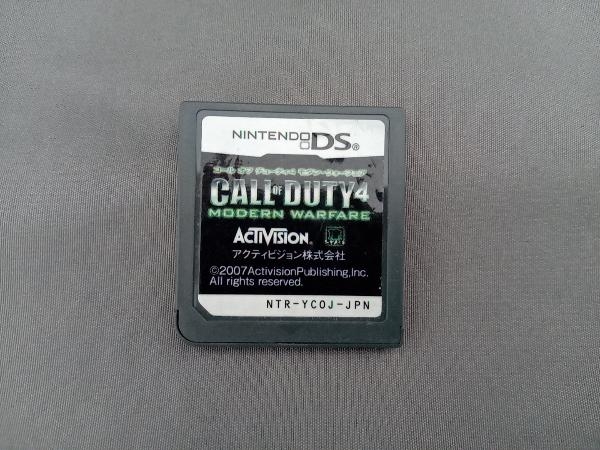 NINTENDO DS®
コール オブ デューティ4 モダン・ウォーフェア
CALL OF DUTY 4
MODERN WARFARE
ACTIVISION®
アクティビジョン株式会社
©2007ActivisionPublishing,Inc.
All rights reserved.
NTR-YCOJ-JPN